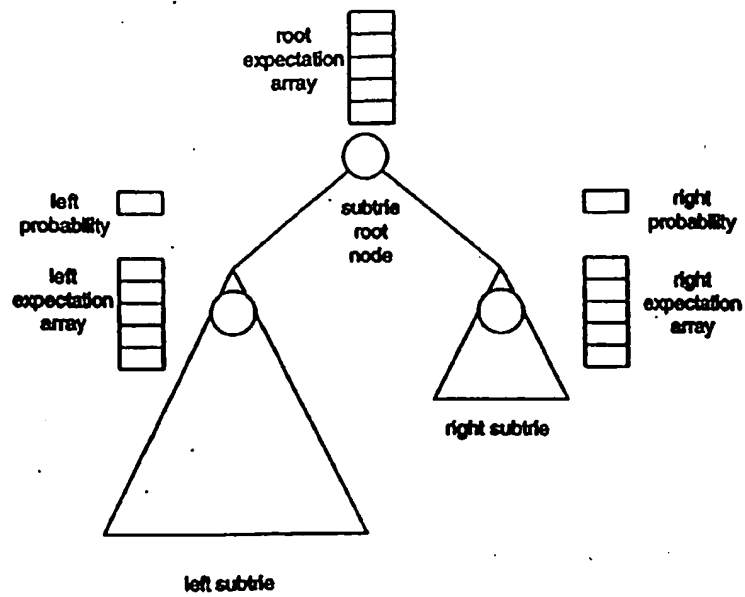 root
expectation
array
left
probability
subtrie
root
node
right
probability
left
expectation
array
right
expectation
array
right subtrie
left subtrie